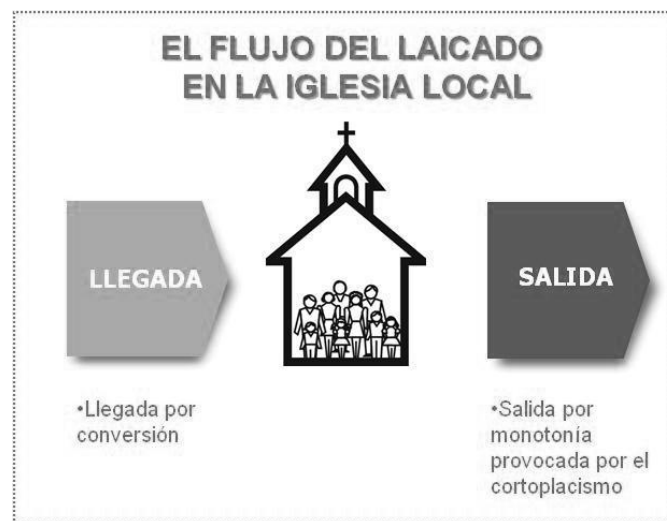 EL FLUJO DEL LAICADO
EN LA IGLESIA LOCAL
LLEGADA
SALIDA
•Llegada por
conversión
•Salida por
monotonía
provocada por el
cortoplacismo